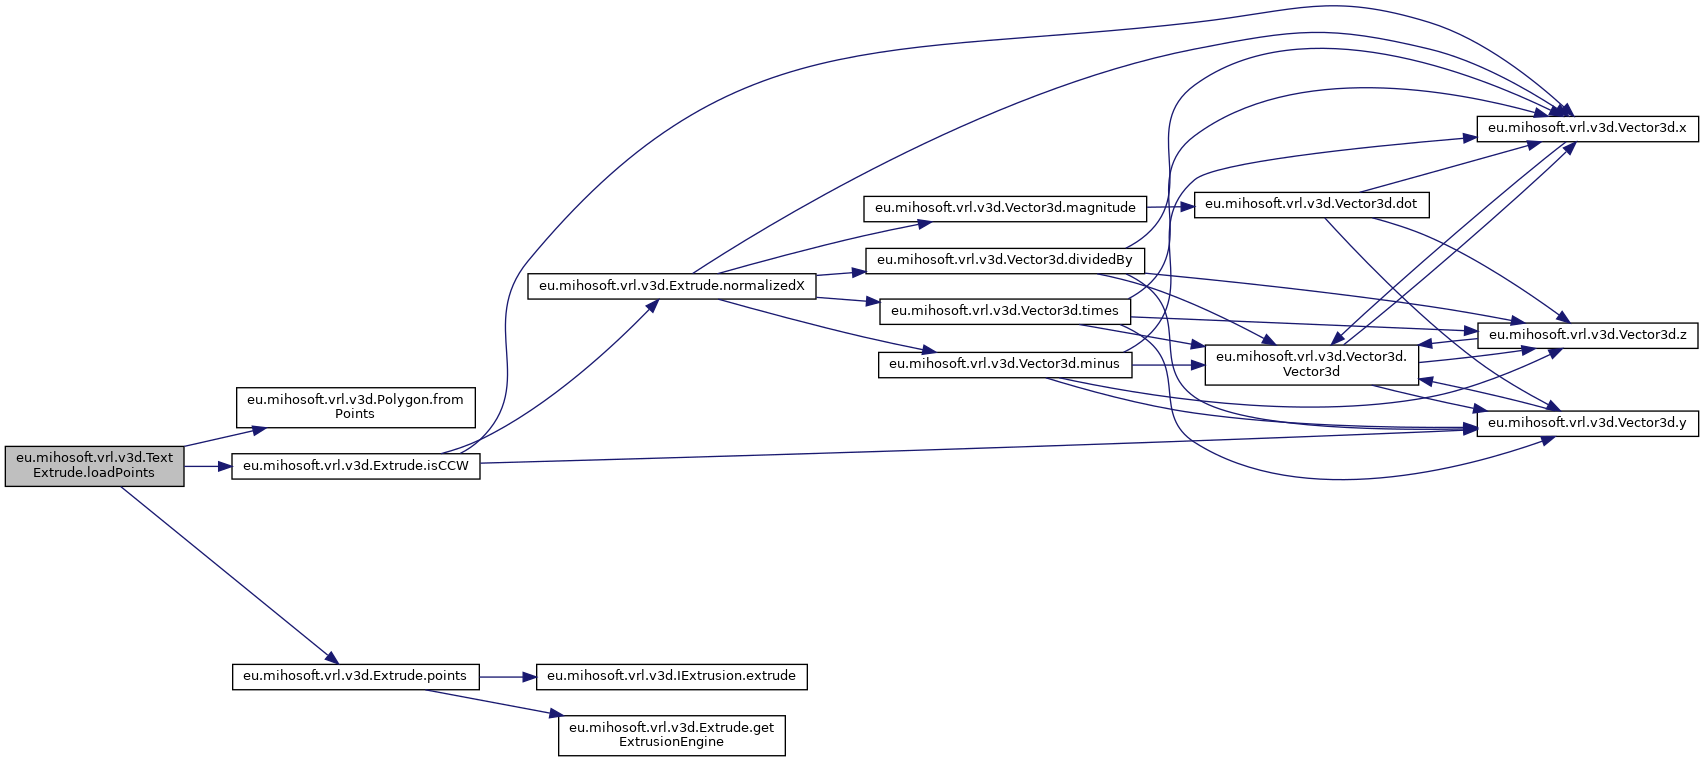 eu.mihosoft.vrl.v3d.Text
Extrude.loadPoints
eu.mihosoft.vrl.v3d.Polygon.from
Points
eu.mihosoft.vrl.v3d.Extrude.isCCW
eu.mihosoft.vrl.v3d.Extrude.points
eu.mihosoft.vrl.v3d.Extrude.normalizedX
eu.mihosoft.vrl.v3d.IExtrusion.extrude
eu.mihosoft.vrl.v3d.Extrude.get
ExtrusionEngine
eu.mihosoft.vrl.v3d.Vector3d.magnitude
eu.mihosoft.vrl.v3d.Vector3d.dividedBy
eu.mihosoft.vrl.v3d.Vector3d.times
eu.mihosoft.vrl.v3d.Vector3d.minus
eu.mihosoft.vrl.v3d.Vector3d.dot
eu.mihosoft.vrl.v3d.Vector3d.
Vector3d
eu.mihosoft.vrl.v3d.Vector3d.x
eu.mihosoft.vrl.v3d.Vector3d.z
eu.mihosoft.vrl.v3d.Vector3d.y